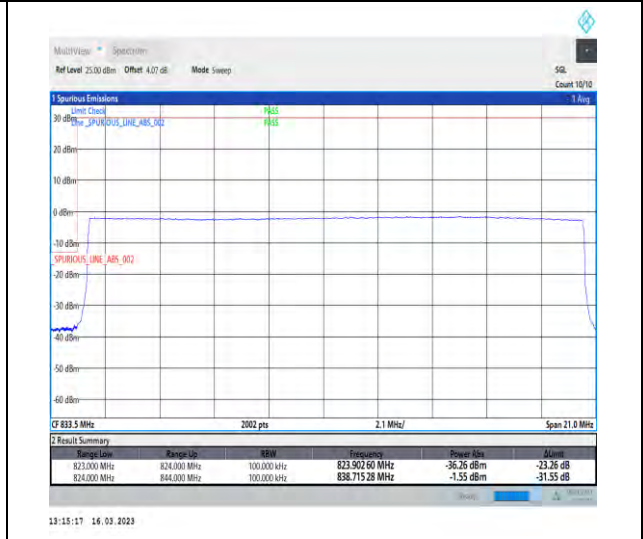 MultiView Spectrum
Ref Level 25.00 dBm Offset 4.07 dB Mode Sweep SGL
Count 10/10
1 Spurious Emissions 1 Avg
Limit Check PASS
30 dBm Line _SPURIOUS_LINE_ABS_002 PASS
20 dBm
10 dBm
0 dBm
-10 dBm
_SPURIOUS_LINE_ABS_002
-20 dBm
-30 dBm
-40 dBm
-50 dBm
-60 dBm
CF 833.5 MHz 2002 pts 2.1 MHz/ Span 21.0 MHz
2 Result Summary
Range Low Range Up RBW Frequency Power Abs ΔLimit
823.000 MHz 824.000 MHz 100.000 kHz 823.902 60 MHz -36.26 dBm -23.26 dB
824.000 MHz 844.000 MHz 100.000 kHz 838.715 28 MHz -1.55 dBm -31.55 dB
Ready
13:15:17 16.03.2023